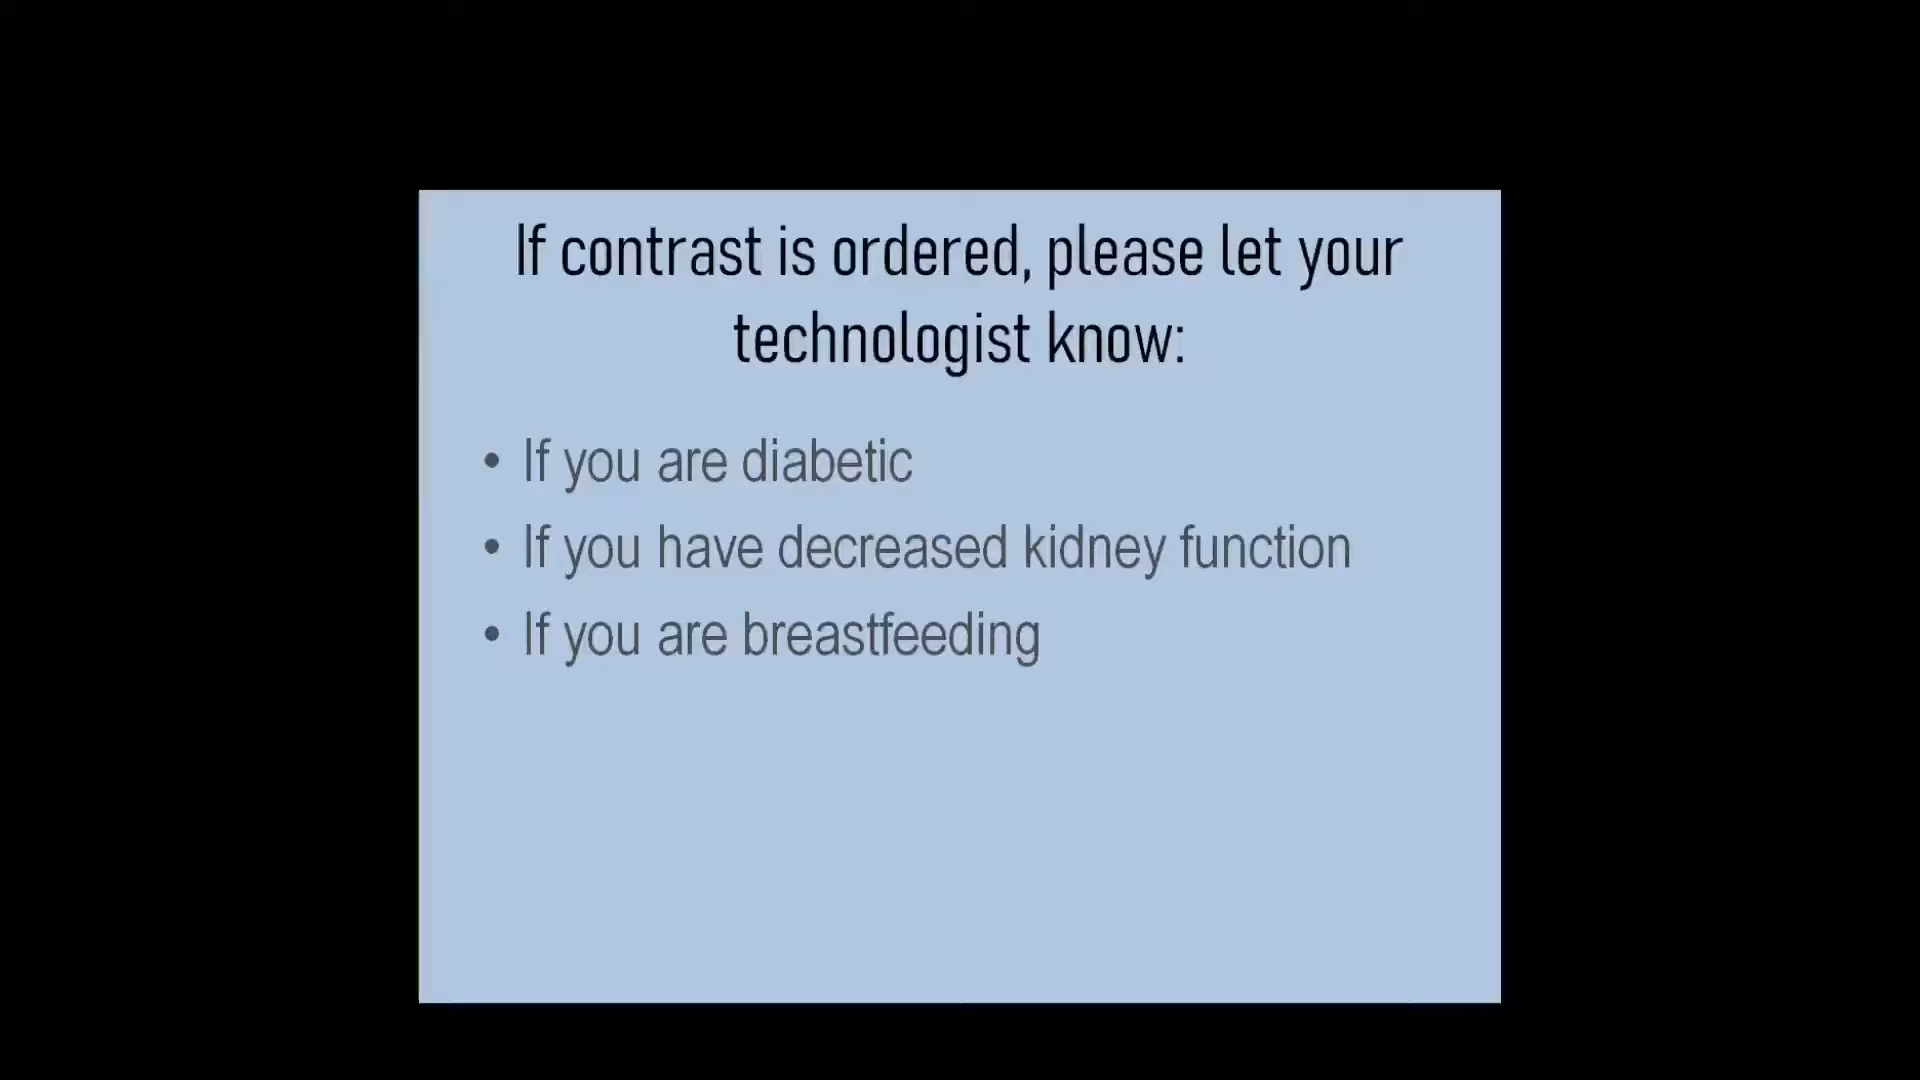 If contrast is ordered, please let your
technologist know:
• If you are diabetic
• If you have decreased kidney function
• If you are breastfeeding